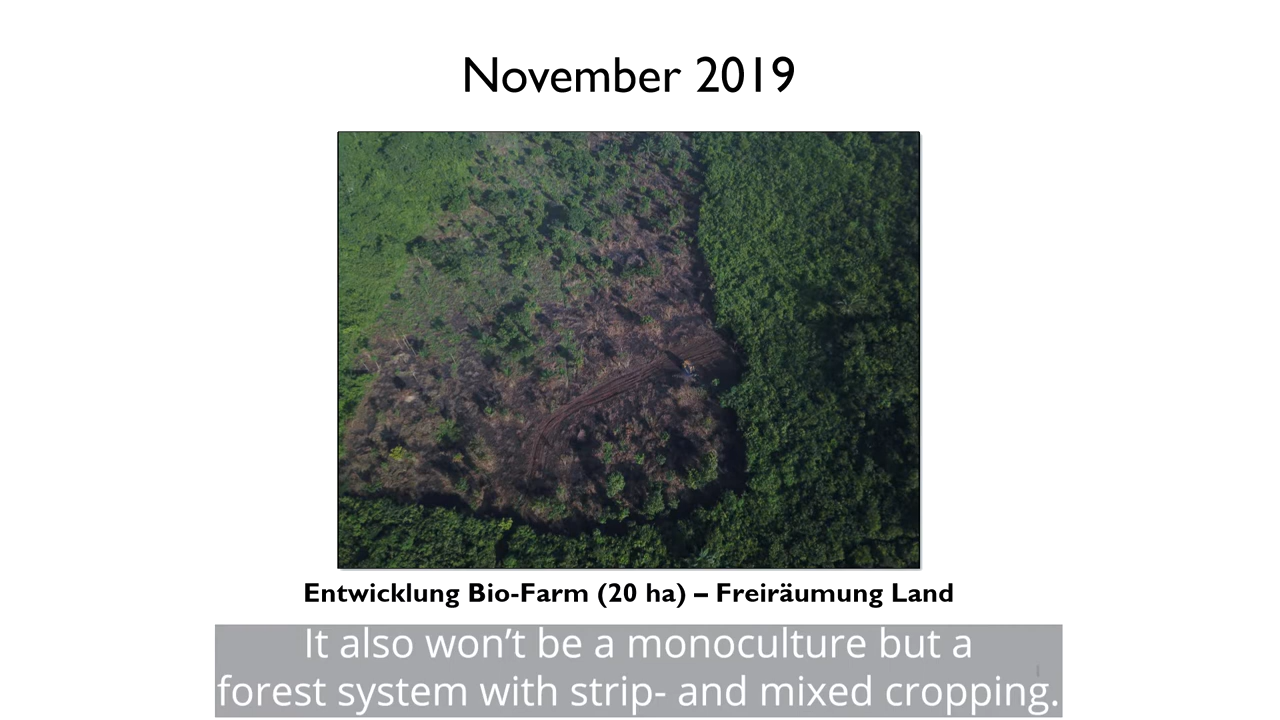 November 2019
Entwicklung Bio-Farm (20 ha) – Freiräumung Land
It also won’t be a monoculture but a
forest system with strip- and mixed cropping.